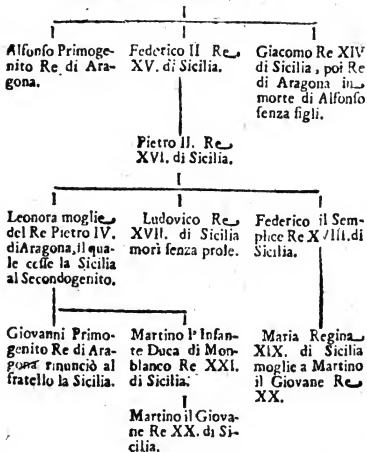 Alfonſo Primoge-
nito Re di Ara-
gona.
Federico II Re
XV. di Sicilia.
Giacomo Re XIV
di Sicilia, poi Re
di Aragona in
morte di Alfonſo
ſenza figli.
Pietro II. Re
XVI. di Sicilia.
Leonora moglie
del Re Pietro IV.
di Aragona, il qua-
le ceſſe la Sicilia
al Secondogenito.
Ludovico Re
XVII. di Sicilia
morì ſenza prole.
Federico il Sem-
plice Re XVIII. di
Sicilia.
Giovanni Primo-
genito Re di Ara-
gona rinunciò al
fratello la Sicilia.
Martino l'Infan-
te Duca di Mon-
blanco Re XXI.
di Sicilia.
Maria Regina
XIX. di Sicilia
moglie a Martino
il Giovane Re
XX.
Martino il Giova-
ne Re XX. di Si-
cilia.